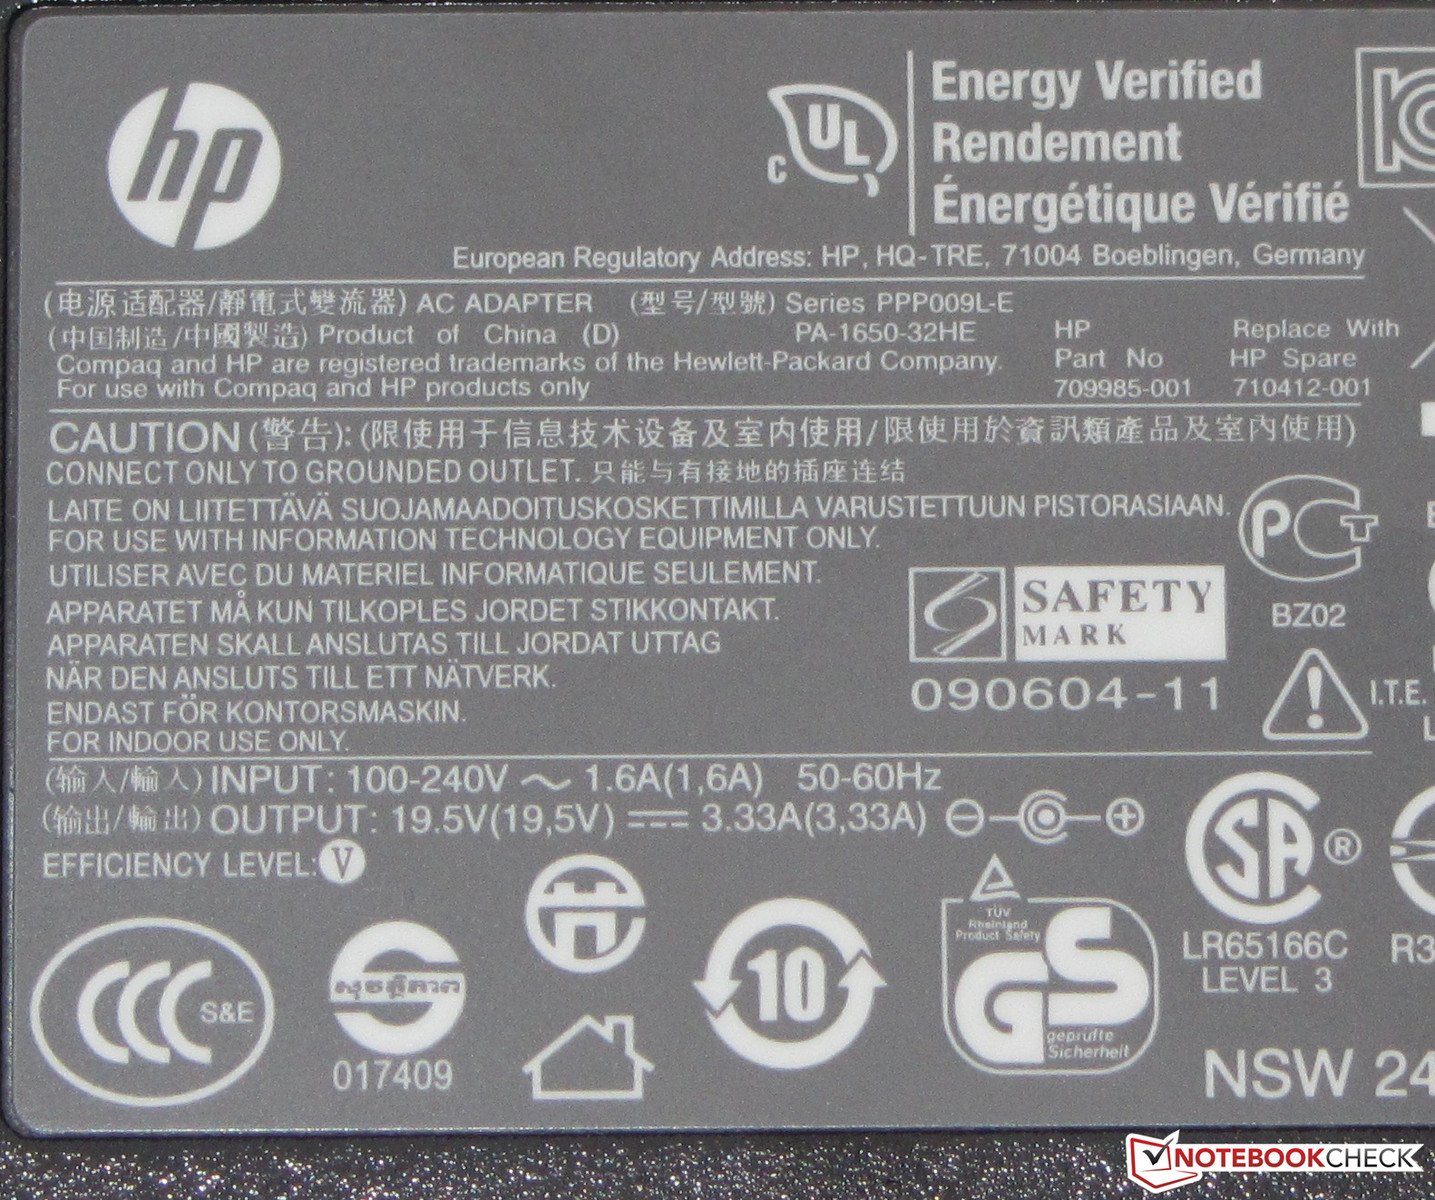 hp
c UL
Energy Verified
Rendement
Énergétique Vérifié
European Regulatory Address: HP, HQ-TRE, 71004 Boeblingen, Germany
(电源适配器/靜電式變流器) AC ADAPTER (型号/型號) Series PPP009L-E
(中国制造/中國製造) Product of China (D) PA-1650-32HE HP Replace With
Compaq and HP are registered trademarks of the Hewlett-Packard Company. Part No HP Spare
For use with Compaq and HP products only 709985-001 710412-001
CAUTION (警告): (限使用于信息技术设备及室内使用/限使用於資訊類產品及室內使用)
CONNECT ONLY TO GROUNDED OUTLET. 只能与有接地的插座连结
LAITE ON LIITETTÄVÄ SUOJAMAADOITUSKOSKETTIMILLA VARUSTETTUUN PISTORASIAAN.
FOR USE WITH INFORMATION TECHNOLOGY EQUIPMENT ONLY.
UTILISER AVEC DU MATERIEL INFORMATIQUE SEULEMENT.
APPARATET MÅ KUN TILKOPLES JORDET STIKKONTAKT.
APPARATEN SKALL ANSLUTAS TILL JORDAT UTTAG
NÄR DEN ANSLUTS TILL ETT NÄTVERK.
ENDAST FÖR KONTORSMASKIN.
FOR INDOOR USE ONLY.
PCT
BZ02
SAFETY
MARK
090604-11
I.T.E.
(输入/輸入) INPUT: 100-240V ~ 1.6A(1,6A) 50-60Hz
(输出/輸出) OUTPUT: 19.5V(19,5V) ⎓ 3.33A(3,33A)
EFFICIENCY LEVEL: V
CCC S&E
017409
10
TÜV
Rheinland
Product Safety
GS
geprüfte
Sicherheit
SA ®
LR65166C
LEVEL 3
R3
NSW 24
NOTEBOOKCHECK